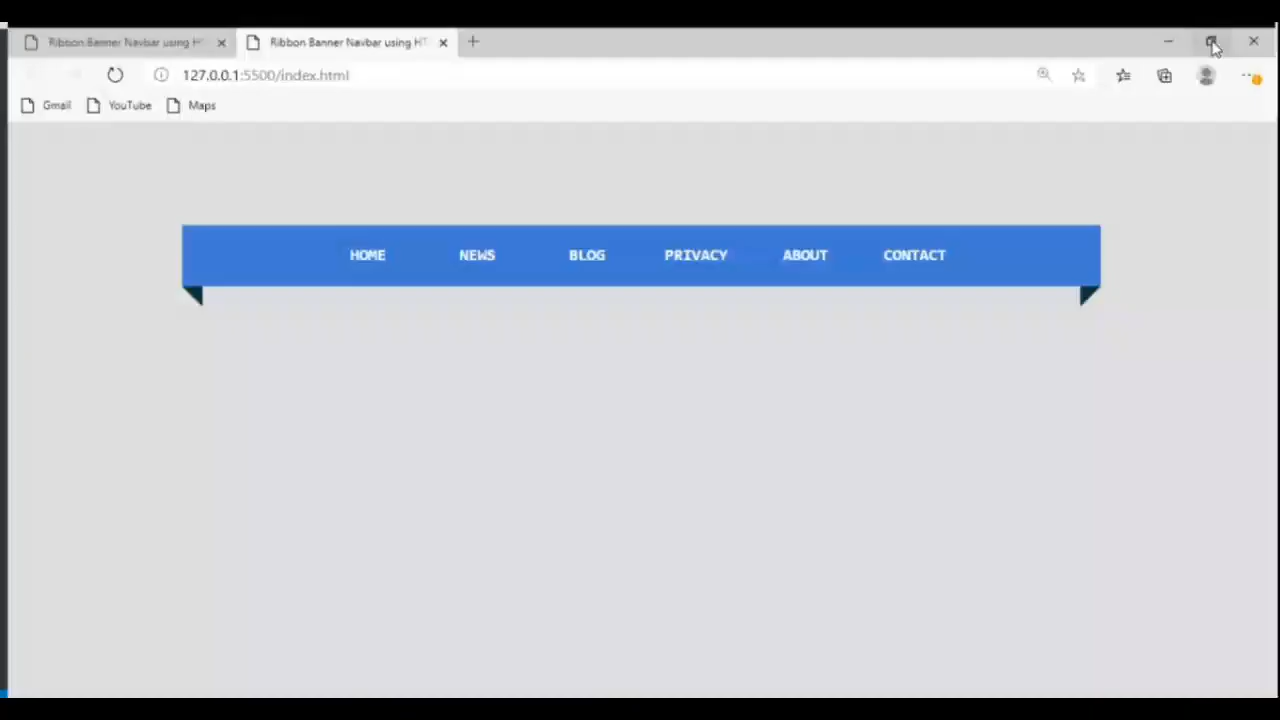 Ribbon Banner Navbar using HT Ribbon Banner Navbar using HT
127.0.0.1:5500/index.html
Gmail YouTube Maps
HOME NEWS BLOG PRIVACY ABOUT CONTACT